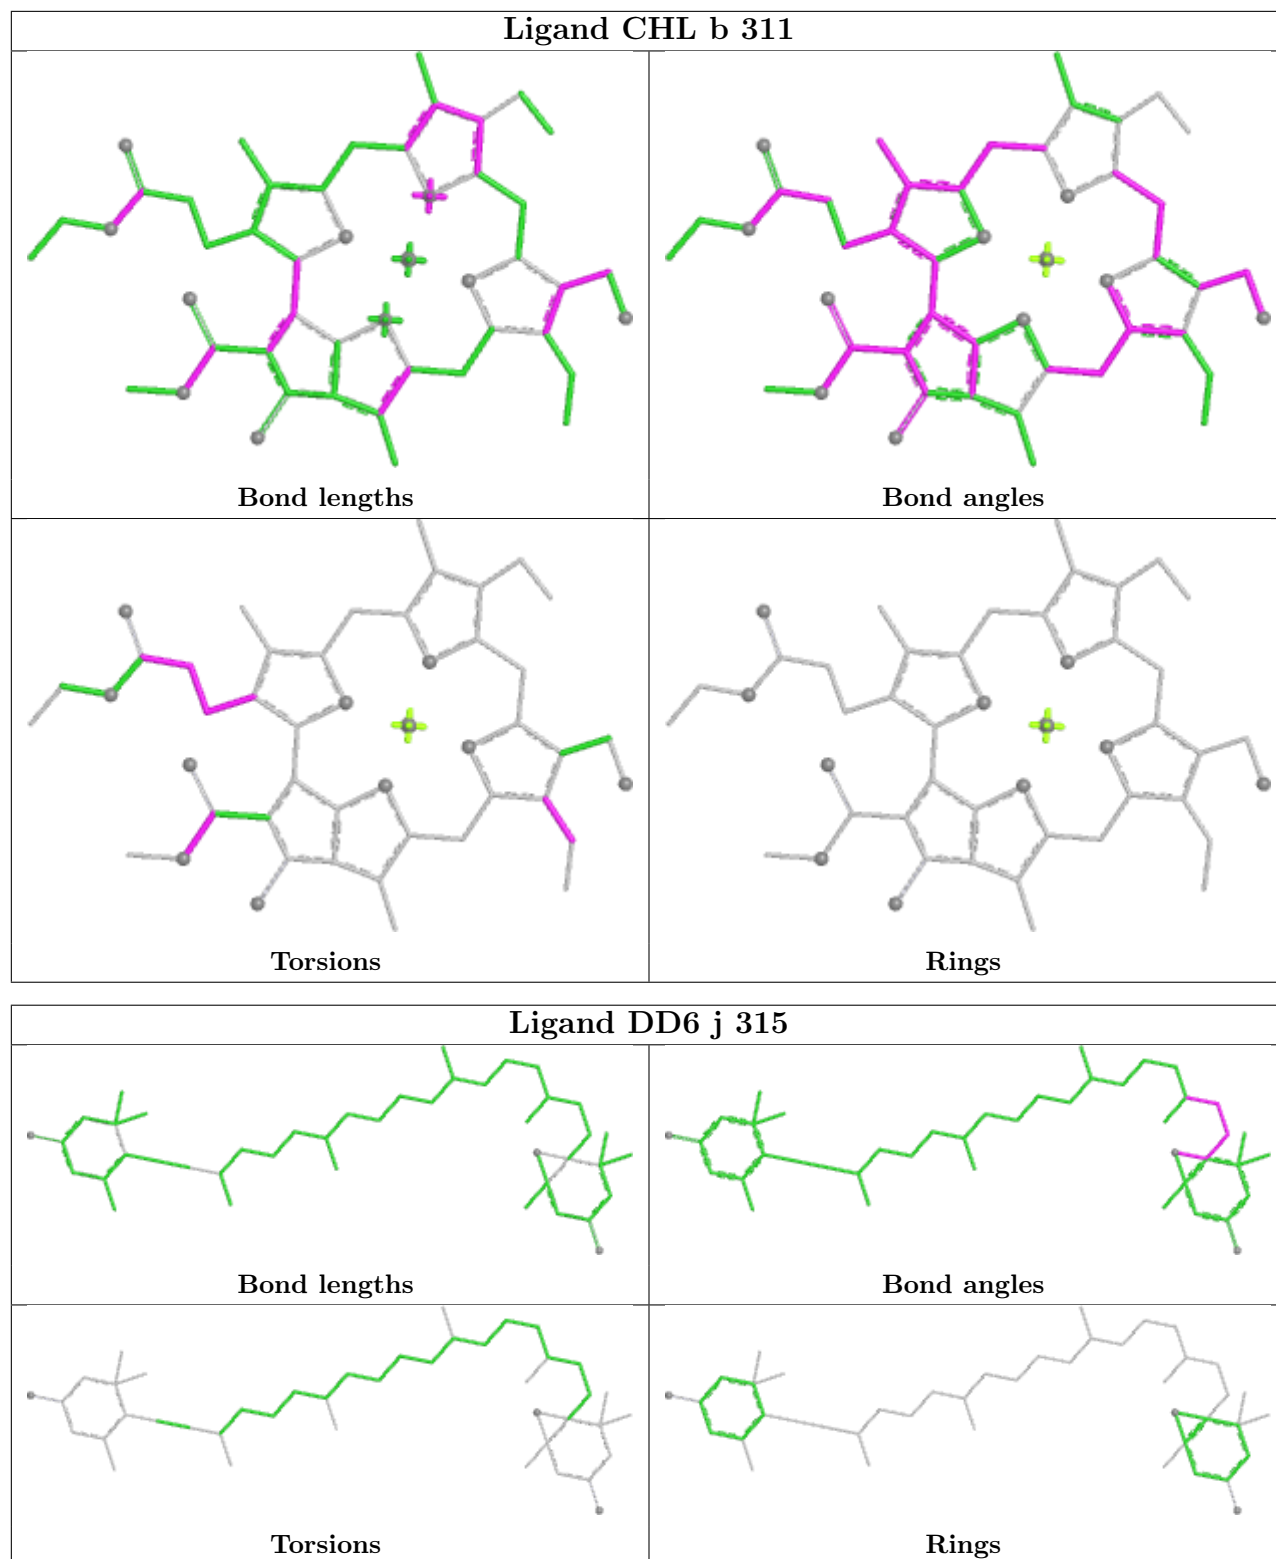 Ligand CHL b 311
Bond lengths
Bond angles
Torsions
Rings
Ligand DD6 j 315
Bond lengths
Bond angles
Torsions
Rings